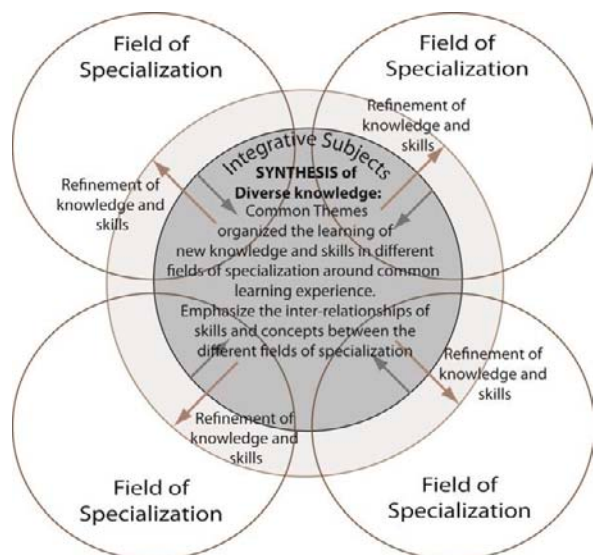 Field of
Specialization
Field of
Specialization
Refinement of
knowledge and
skills
Integrative Subjects
SYNTHESIS of
Diverse knowledge:
Common Themes
organized the learning of
new knowledge and skills in different
fields of specialization around common
learning experience.
Emphasize the inter-relationships of
skills and concepts between the
different fields of specialization
Refinement of
knowledge and
skills
Refinement of
knowledge and
skills
Refinement of
knowledge and
skills
Field of
Specialization
Field of
Specialization